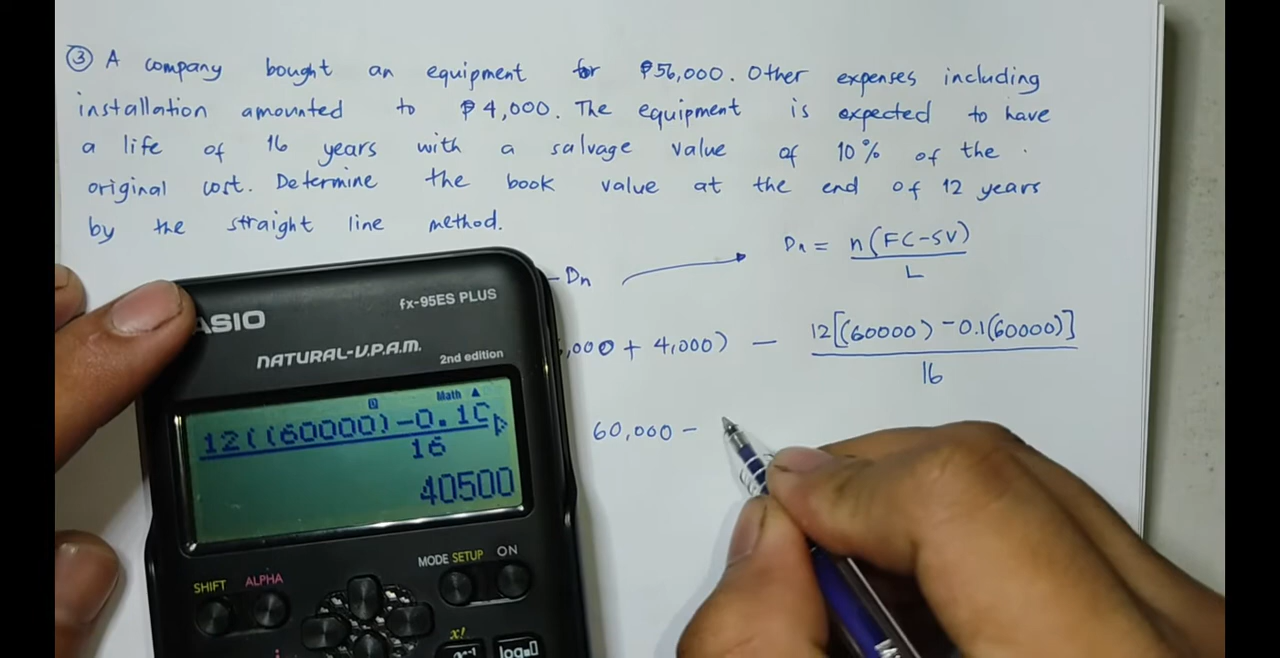 ③ A company bought an equipment for ₱56,000. Other expenses including
installation amounted to ₱4,000. The equipment is expected to have
a life of 16 years with a salvage value of 10% of the
original cost. Determine the book value at the end of 12 years
by the straight line method.
Dn = n(FC-SV)
L
- Dn
,000 + 4,000) - 12[(60000) - 0.1(60000)]
16
60,000 -
ASIO
fx-95ES PLUS
NATURAL-V.P.A.M.
2nd edition
Math
12((60000)-0.1(
16
40500
MODE SETUP ON
SHIFT ALPHA
x!
x⁻¹ log